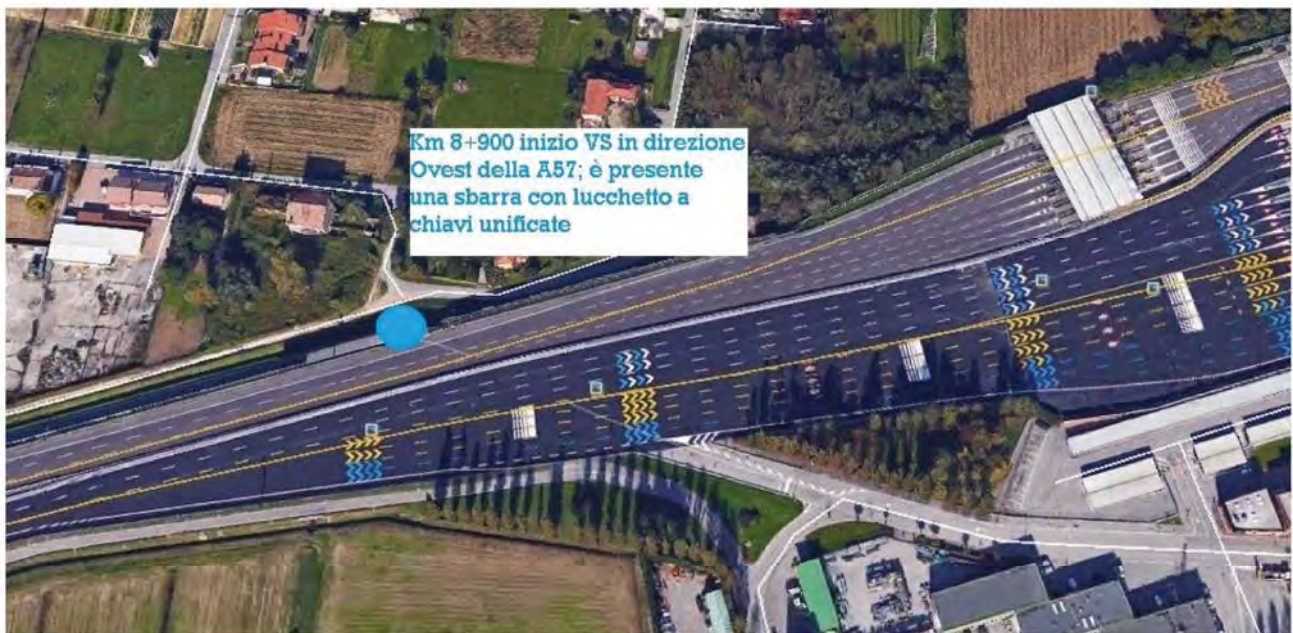 Km 8+900 inizio VS in direzione
Ovest della A57; è presente
una sbarra con lucchetto a
chiavi unificate